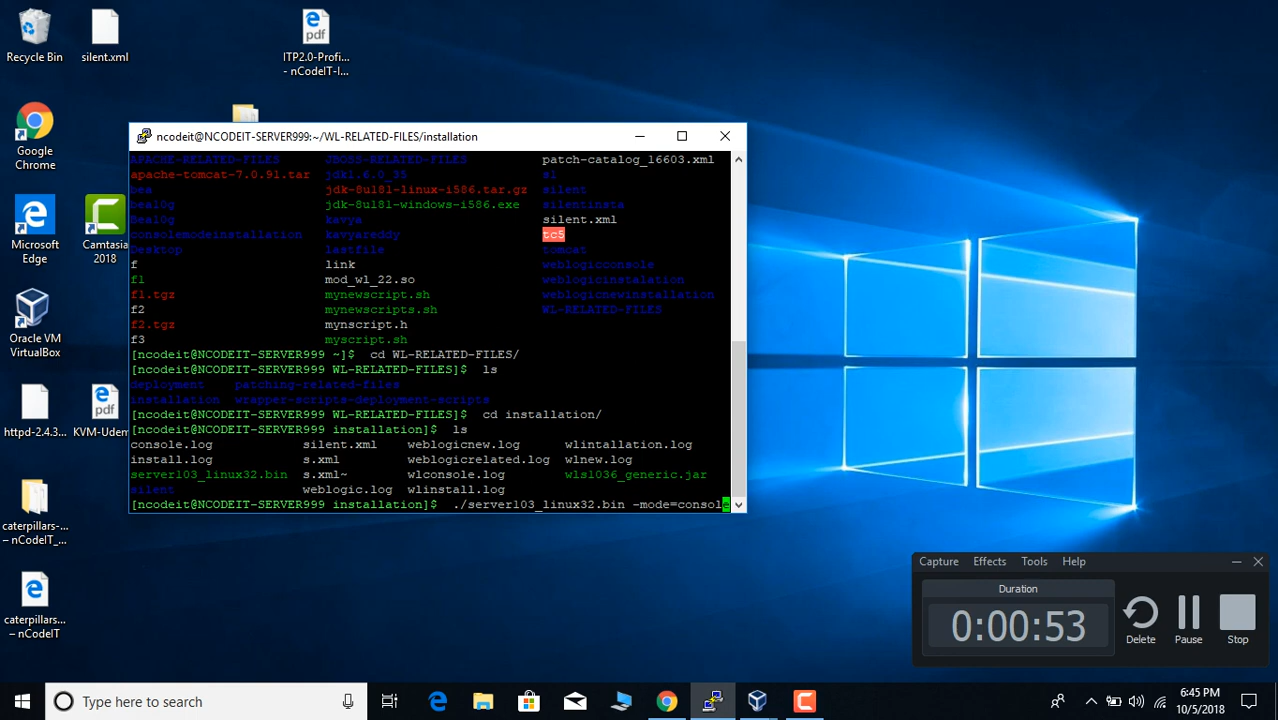 Recycle Bin
silent.xml
ITP2.0-Profi...
- nCodeIT-I...
Google
Chrome
Microsoft
Edge
Camtasia
2018
Oracle VM
VirtualBox
httpd-2.4.3...
KVM-Udem
caterpillars-...
– nCodeIT_...
caterpillars...
– nCodeIT
ncodeit@NCODEIT-SERVER999:~/WL-RELATED-FILES/installation
APACHE-RELATED-FILES JBOSS-RELATED-FILES patch-catalog_16603.xml
apache-tomcat-7.0.91.tar jdk1.6.0_35 s1
bea jdk-8u181-linux-i586.tar.gz silent
bea10g jdk-8u181-windows-i586.exe silentinsta
Bea10g kavya silent.xml
consolemodeinstallation kavyareddy tc5
Desktop lastfile tomcat
f link weblogicconsole
f1 mod_wl_22.so weblogicinstalation
f1.tgz mynewscript.sh weblogicnewinstallation
f2 mynewscripts.sh WL-RELATED-FILES
f2.tgz mynscript.h
f3 myscript.sh
[ncodeit@NCODEIT-SERVER999 ~]$ cd WL-RELATED-FILES/
[ncodeit@NCODEIT-SERVER999 WL-RELATED-FILES]$ ls
deployment patching-related-files
installation wrapper-scripts-deployment-scripts
[ncodeit@NCODEIT-SERVER999 WL-RELATED-FILES]$ cd installation/
[ncodeit@NCODEIT-SERVER999 installation]$ ls
console.log silent.xml weblogicnew.log wlintallation.log
install.log s.xml weblogicrelated.log wlnew.log
server103_linux32.bin s.xml~ wlconsole.log wls1036_generic.jar
silent weblogic.log wlinstall.log
[ncodeit@NCODEIT-SERVER999 installation]$ ./server103_linux32.bin -mode=console
Capture Effects Tools Help
Duration
0:00:53
Delete
Pause
Stop
Type here to search
6:45 PM
10/5/2018